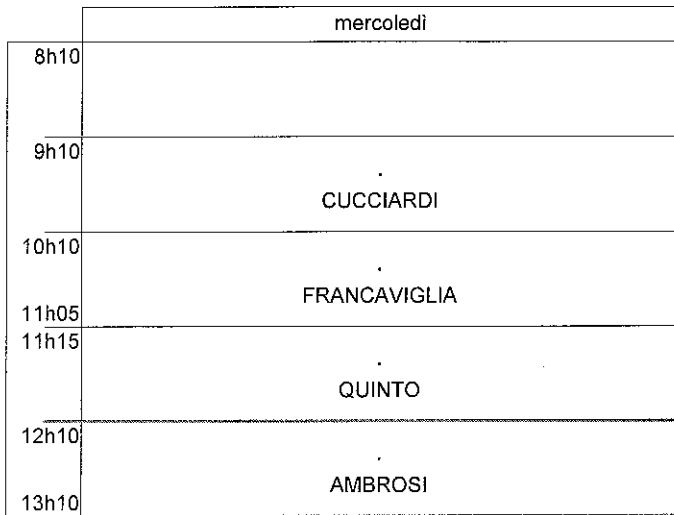 mercoledì
8h10
9h10
CUCCIARDI
10h10
FRANCAVIGLIA
11h05
11h15
QUINTO
12h10
AMBROSI
13h10